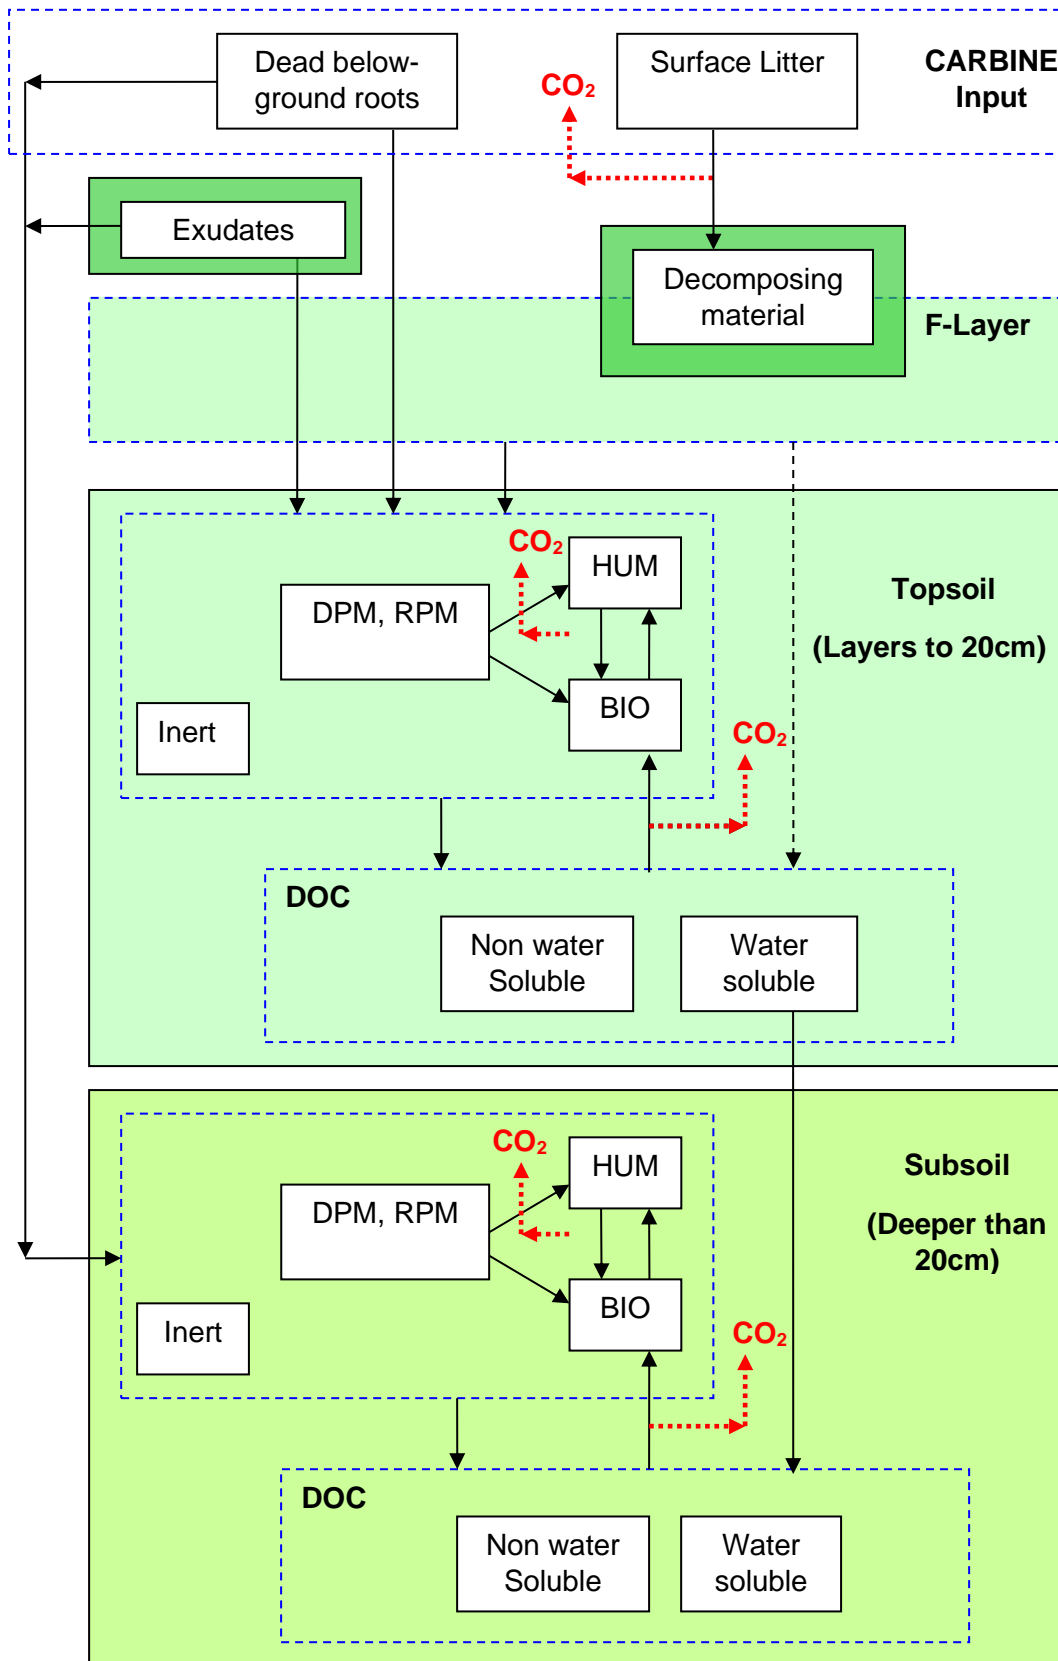 Dead below-
ground roots
Surface Litter
CARBINE
Input
CO₂
Exudates
Decomposing
material
F-Layer
CO₂
HUM
DPM, RPM
Topsoil
(Layers to 20cm)
BIO
Inert
CO₂
DOC
Non water
Soluble
Water
soluble
CO₂
HUM
DPM, RPM
Subsoil
(Deeper than
20cm)
BIO
Inert
CO₂
DOC
Non water
Soluble
Water
soluble